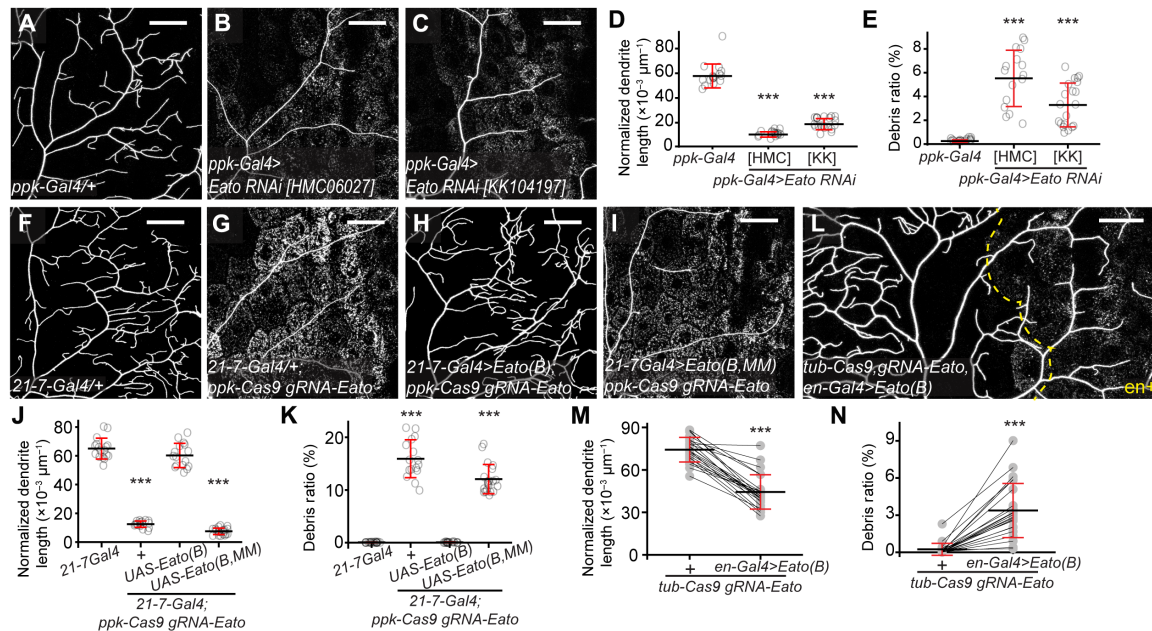 A
ppk-Gal4/+
B
ppk-Gal4>
Eato RNAi [HMC06027]
C
ppk-Gal4>
Eato RNAi [KK104197]
D
Normalized dendrite
length (×10⁻³ µm⁻¹)
80
60
40
20
0
***
***
ppk-Gal4
[HMC]
[KK]
ppk-Gal4>Eato RNAi
E
Debris ratio (%)
8
6
4
2
0
***
***
ppk-Gal4
[HMC]
[KK]
ppk-Gal4>Eato RNAi
F
21-7-Gal4/+
G
21-7-Gal4/+,
ppk-Cas9 gRNA-Eato
H
21-7-Gal4>Eato(B),
ppk-Cas9 gRNA-Eato
I
21-7Gal4>Eato(B,MM)
ppk-Cas9 gRNA-Eato
L
tub-Cas9,gRNA-Eato,
en-Gal4>Eato(B)
en+
J
Normalized dendrite
length (×10⁻³ µm⁻¹)
80
60
40
20
0
***
***
21-7Gal4
+
UAS-Eato(B)
UAS-Eato(B,MM)
21-7-Gal4;
ppk-Cas9 gRNA-Eato
K
Debris ratio (%)
20
10
0
***
***
21-7Gal4
+
UAS-Eato(B)
UAS-Eato(B,MM)
21-7-Gal4;
ppk-Cas9 gRNA-Eato
M
Normalized dendrite
length (×10⁻³ µm⁻¹)
90
60
30
0
***
+
en-Gal4>Eato(B)
tub-Cas9 gRNA-Eato
N
Debris ratio (%)
9
6
3
0
***
+
en-Gal4>Eato(B)
tub-Cas9 gRNA-Eato